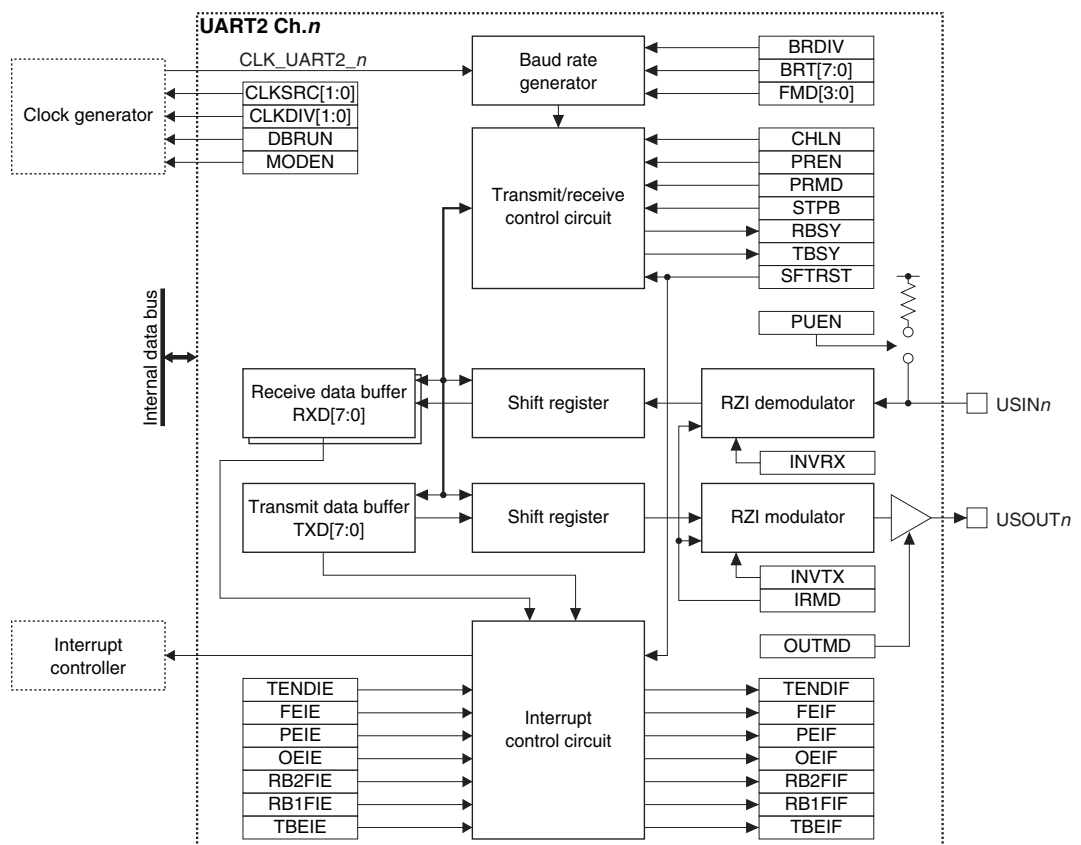 UART2 Ch.n
CLK_UART2_n
Clock generator
CLKSRC[1:0]
CLKDIV[1:0]
DBRUN
MODEN
Baud rate
generator
BRDIV
BRT[7:0]
FMD[3:0]
Transmit/receive
control circuit
CHLN
PREN
PRMD
STPB
RBSY
TBSY
SFTRST
PUEN
Internal data bus
Receive data buffer
RXD[7:0]
Shift register
RZI demodulator
USINn
INVRX
Transmit data buffer
TXD[7:0]
Shift register
RZI modulator
USOUTn
INVTX
IRMD
OUTMD
Interrupt
controller
Interrupt
control circuit
TENDIE
FEIE
PEIE
OEIE
RB2FIE
RB1FIE
TBEIE
TENDIF
FEIF
PEIF
OEIF
RB2FIF
RB1FIF
TBEIF